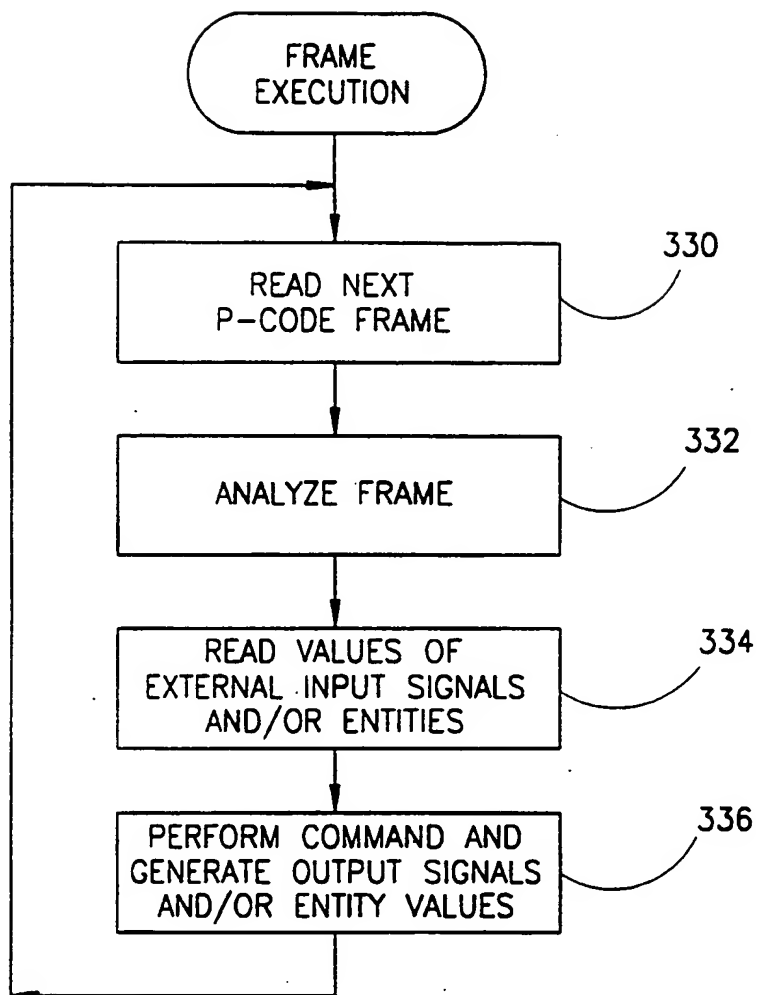 FRAME
EXECUTION
330
READ NEXT
P-CODE FRAME
332
ANALYZE FRAME
334
READ VALUES OF
EXTERNAL INPUT SIGNALS
AND/OR ENTITIES
336
PERFORM COMMAND AND
GENERATE OUTPUT SIGNALS
AND/OR ENTITY VALUES